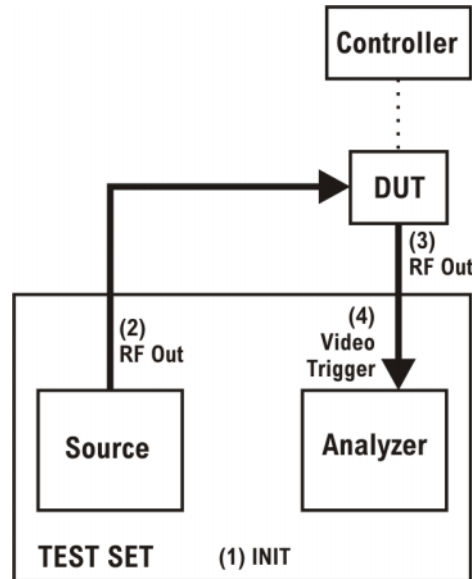 Controller
DUT
(3)
RF Out
(2)
RF Out
(4)
Video
Trigger
Source
Analyzer
TEST SET
(1) INIT